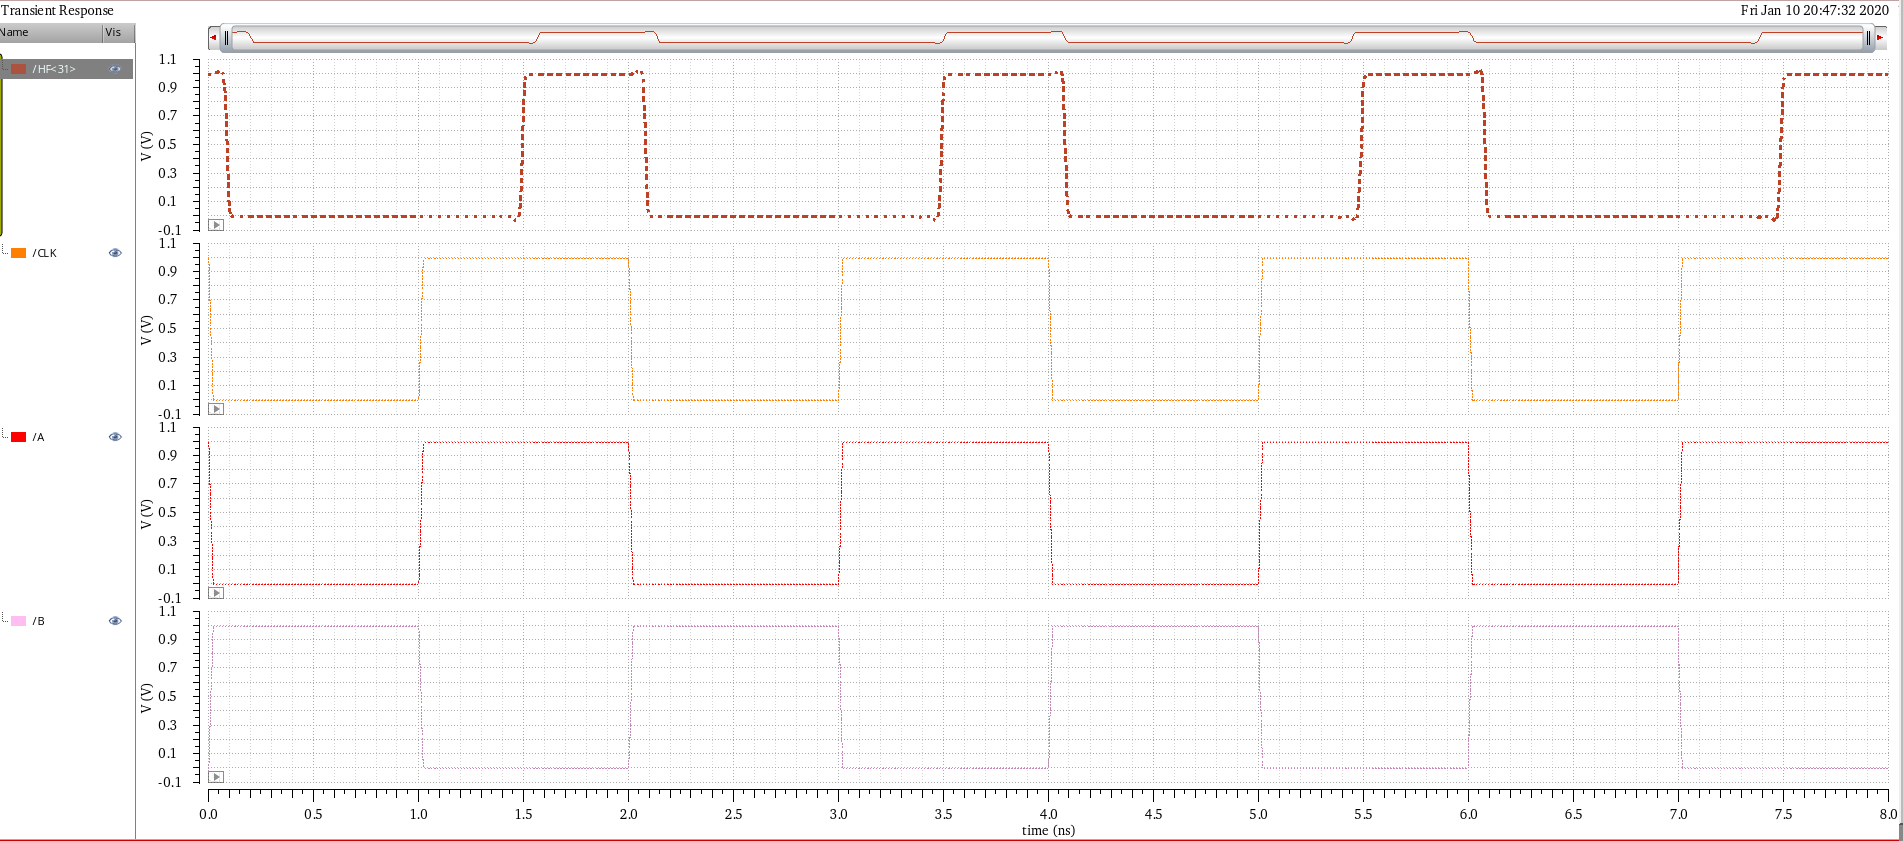 Transient Response Fri Jan 10 20:47:32 2020
Name Vis
/HF<31>
/CLK
/A
/B
1.1
0.9
0.7
0.5
0.3
0.1
-0.1
V (V)
1.1
0.9
0.7
0.5
0.3
0.1
-0.1
V (V)
1.1
0.9
0.7
0.5
0.3
0.1
-0.1
V (V)
1.1
0.9
0.7
0.5
0.3
0.1
-0.1
V (V)
0.0 0.5 1.0 1.5 2.0 2.5 3.0 3.5 4.0 4.5 5.0 5.5 6.0 6.5 7.0 7.5 8.0
time (ns)